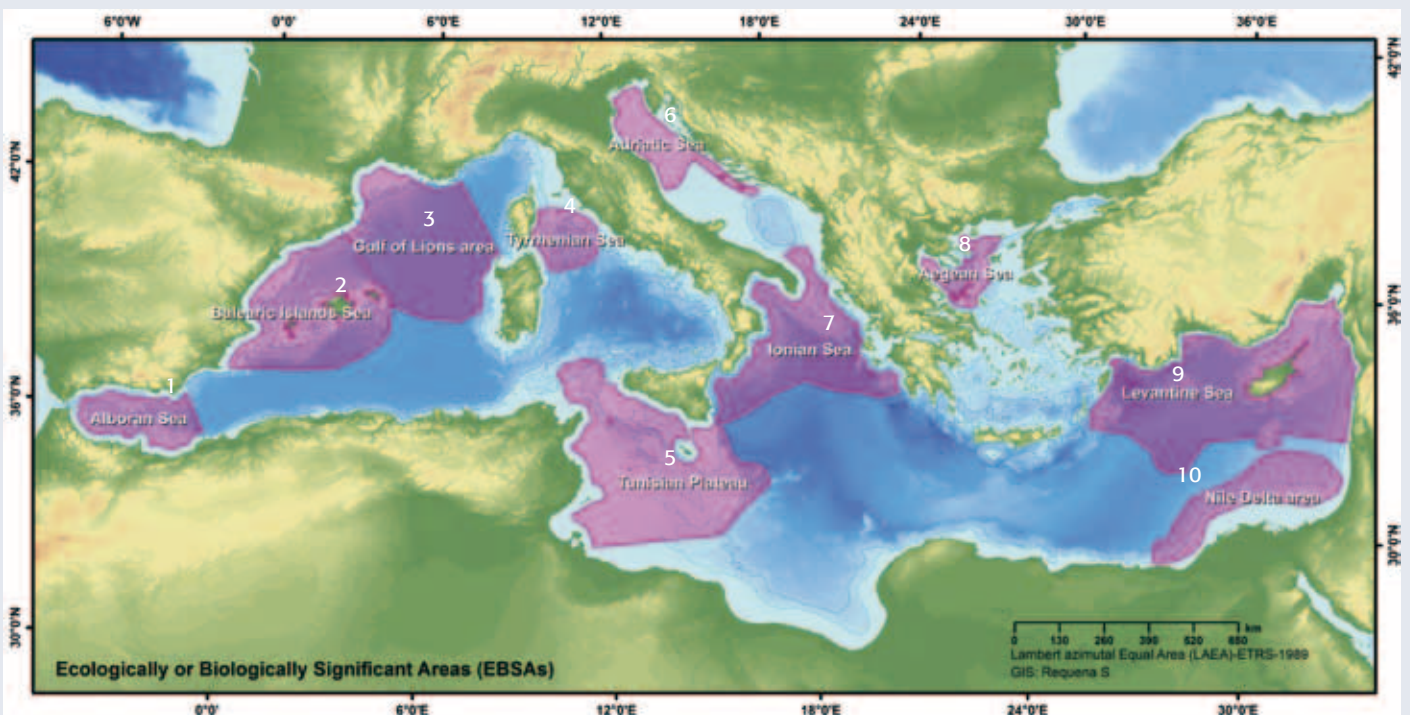 6°0'W 0°0' 6°0'E 12°0'E 18°0'E 24°0'E 30°0'E 36°0'E
42°0'N
42°0'N
36°0'N
36°0'N
30°0'N
30°0'N
1
Alboran Sea
2
Balearic Islands Sea
3
Gulf of Lions area
4
Tyrrhenian Sea
5
Tunisian Plateau
6
Adriatic Sea
7
Ionian Sea
8
Aegean Sea
9
Levantine Sea
10
Nile Delta area
0 130 260 390 520 650 km
Lambert azimutal Equal Area (LAEA)-ETRS-1989
GIS: Requena S
Ecologically or Biologically Significant Areas (EBSAs)
0°0' 6°0'E 12°0'E 18°0'E 24°0'E 30°0'E